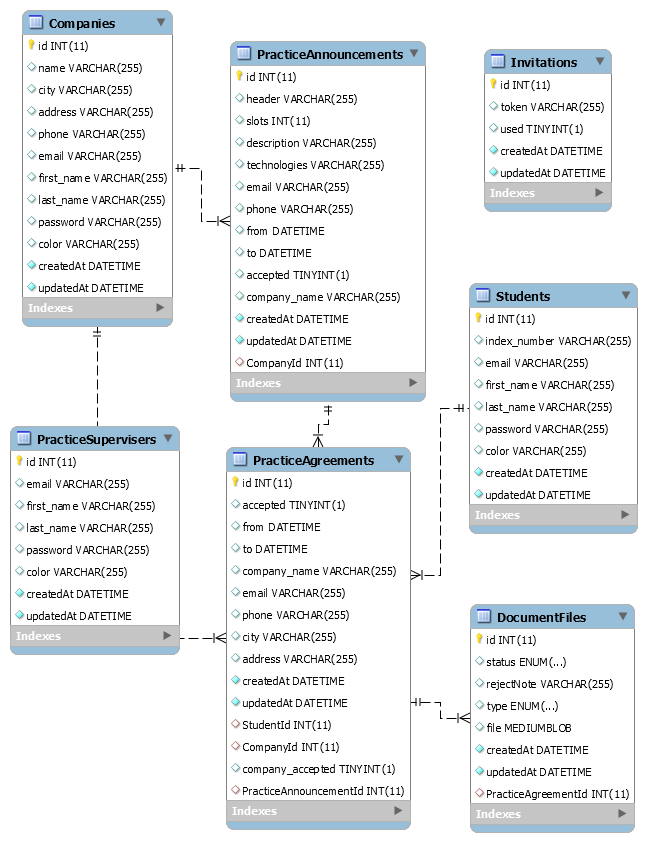 Companies
id INT(11)
name VARCHAR(255)
city VARCHAR(255)
address VARCHAR(255)
phone VARCHAR(255)
email VARCHAR(255)
first_name VARCHAR(255)
last_name VARCHAR(255)
password VARCHAR(255)
color VARCHAR(255)
createdAt DATETIME
updatedAt DATETIME
Indexes
PracticeAnnouncements
id INT(11)
header VARCHAR(255)
slots INT(11)
description VARCHAR(255)
technologies VARCHAR(255)
email VARCHAR(255)
phone VARCHAR(255)
from DATETIME
to DATETIME
accepted TINYINT(1)
company_name VARCHAR(255)
createdAt DATETIME
updatedAt DATETIME
CompanyId INT(11)
Indexes
Invitations
id INT(11)
token VARCHAR(255)
used TINYINT(1)
createdAt DATETIME
updatedAt DATETIME
Indexes
Students
id INT(11)
index_number VARCHAR(255)
email VARCHAR(255)
first_name VARCHAR(255)
last_name VARCHAR(255)
password VARCHAR(255)
color VARCHAR(255)
createdAt DATETIME
updatedAt DATETIME
Indexes
PracticeSupervisers
id INT(11)
email VARCHAR(255)
first_name VARCHAR(255)
last_name VARCHAR(255)
password VARCHAR(255)
color VARCHAR(255)
createdAt DATETIME
updatedAt DATETIME
Indexes
PracticeAgreements
id INT(11)
accepted TINYINT(1)
from DATETIME
to DATETIME
company_name VARCHAR(255)
email VARCHAR(255)
phone VARCHAR(255)
city VARCHAR(255)
address VARCHAR(255)
createdAt DATETIME
updatedAt DATETIME
StudentId INT(11)
CompanyId INT(11)
company_accepted TINYINT(1)
PracticeAnnouncementId INT(11)
Indexes
DocumentFiles
id INT(11)
status ENUM(...)
rejectNote VARCHAR(255)
type ENUM(...)
file MEDIUMBLOB
createdAt DATETIME
updatedAt DATETIME
PracticeAgreementId INT(11)
Indexes